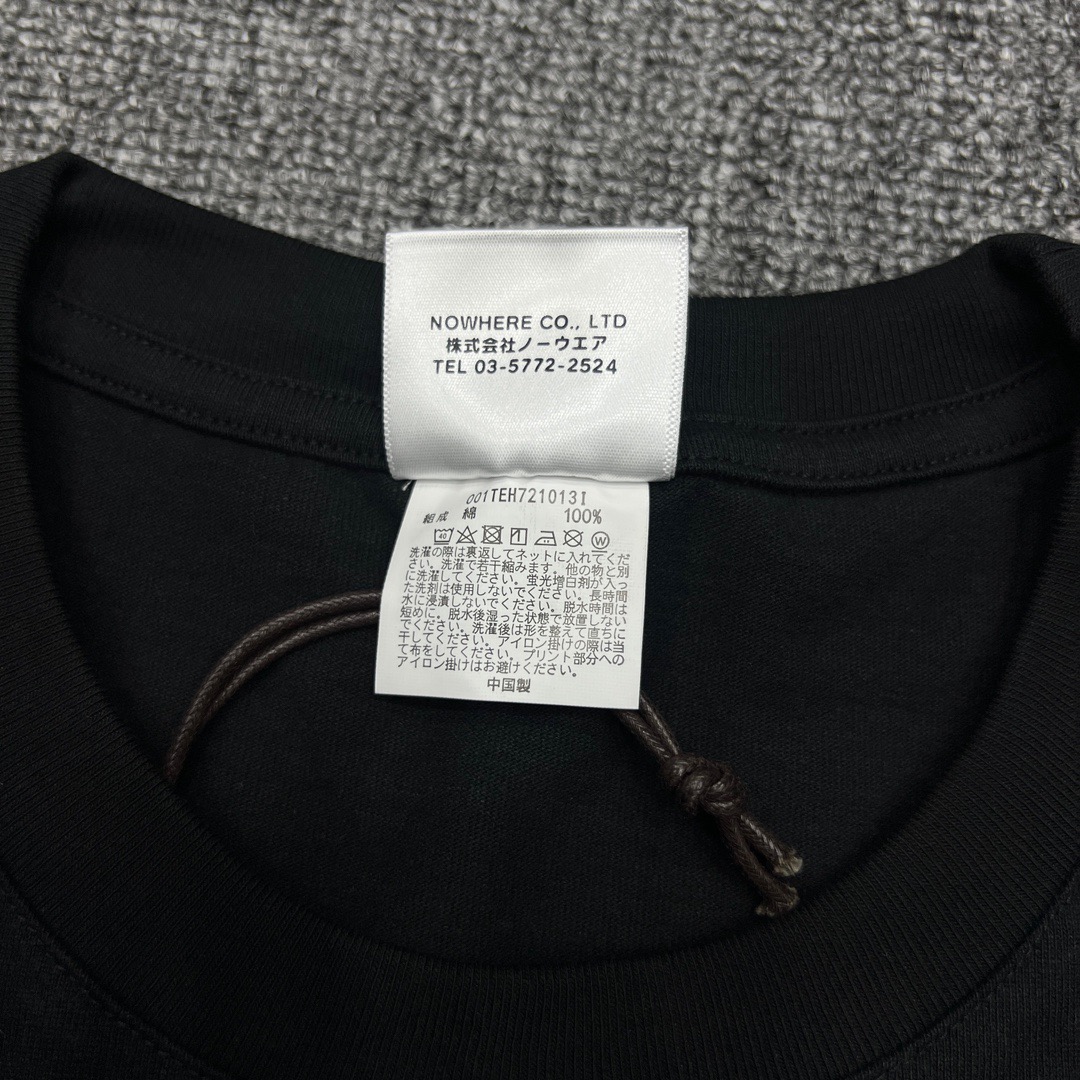 NOWHERE CO., LTD
株式会社ノーウエア
TEL 03-5772-2524
001TEH721013I
組成 綿 100%
40
W
洗濯の際は裏返してネットに入れてくだ
さい。洗濯で若干縮みます。他の物と別
に洗濯してください。蛍光増白剤が入っ
た洗剤は使用しないでください。長時間
水に浸漬しないでください。脱水時間は
短めに。脱水後湿った状態で放置しない
でください。洗濯後は形を整えて直ちに
干してください。アイロン掛けの際は当
て布をしてください。プリント部分への
アイロン掛けはお避けください。
中国製